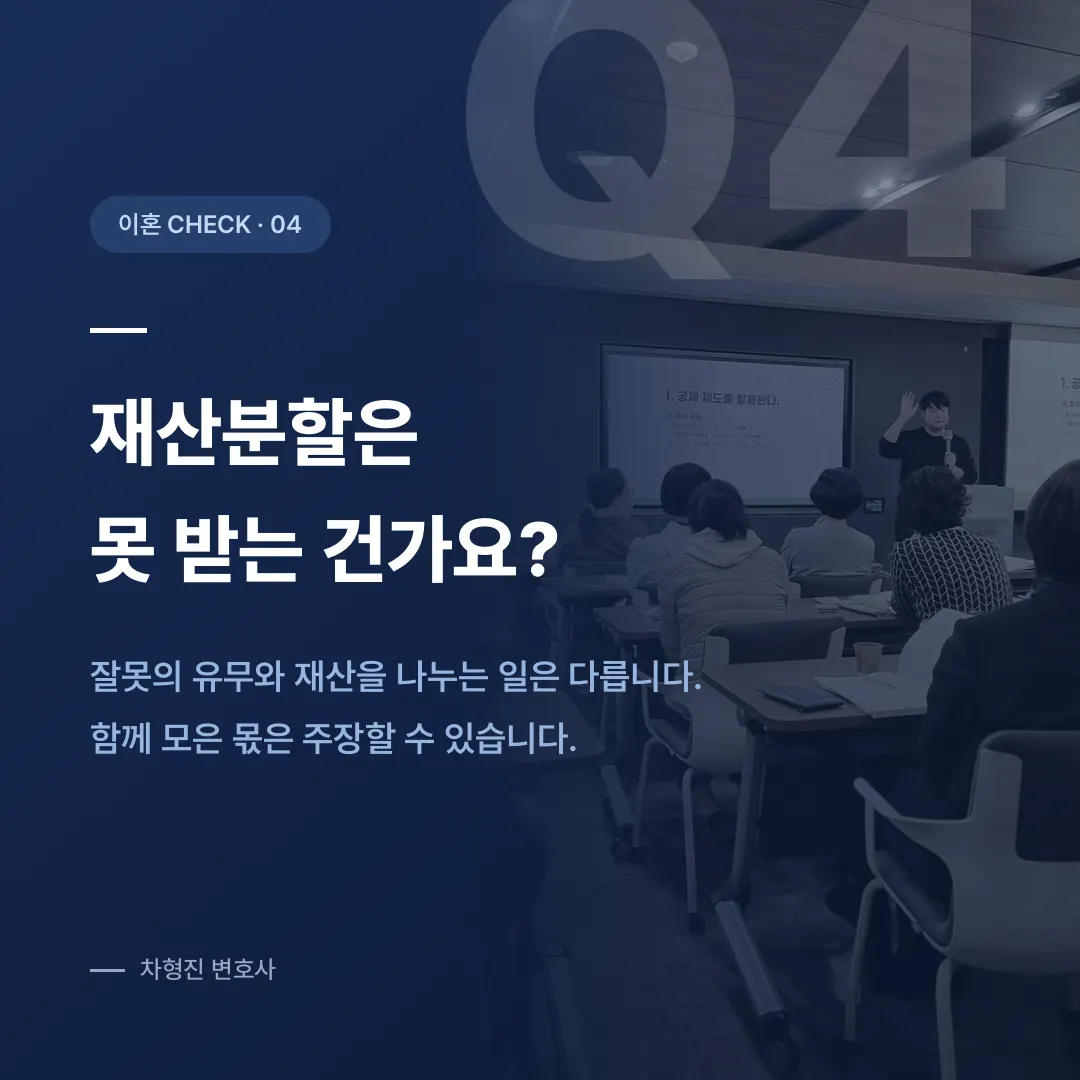 Q4
이혼 CHECK · 04
재산분할은
못 받는 건가요?
잘못의 유무와 재산을 나누는 일은 다릅니다.
함께 모은 몫은 주장할 수 있습니다.
차형진 변호사
1. 공제 제도를 활용한다.